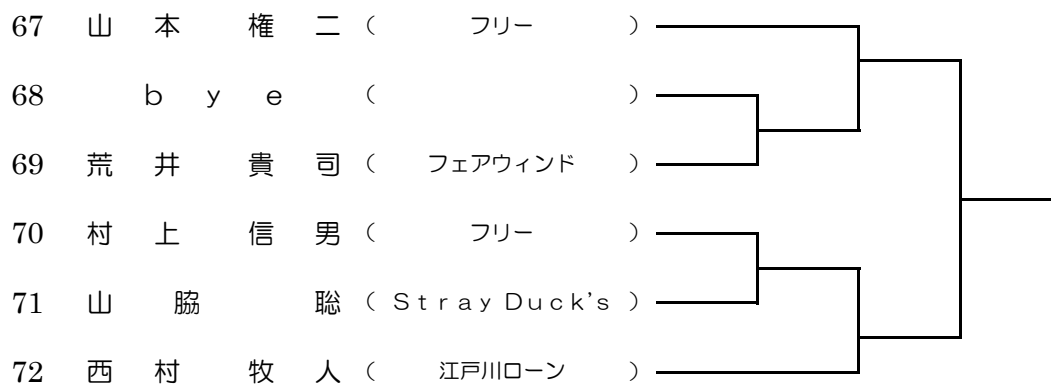 67 山本 権二 ( フリー )
68 ｂｙｅ ( )
69 荒井 貴司 ( フェアウィンド )
70 村上 信男 ( フリー )
71 山脇 聡 ( Stray Duck's )
72 西村 牧人 ( 江戸川ローン )